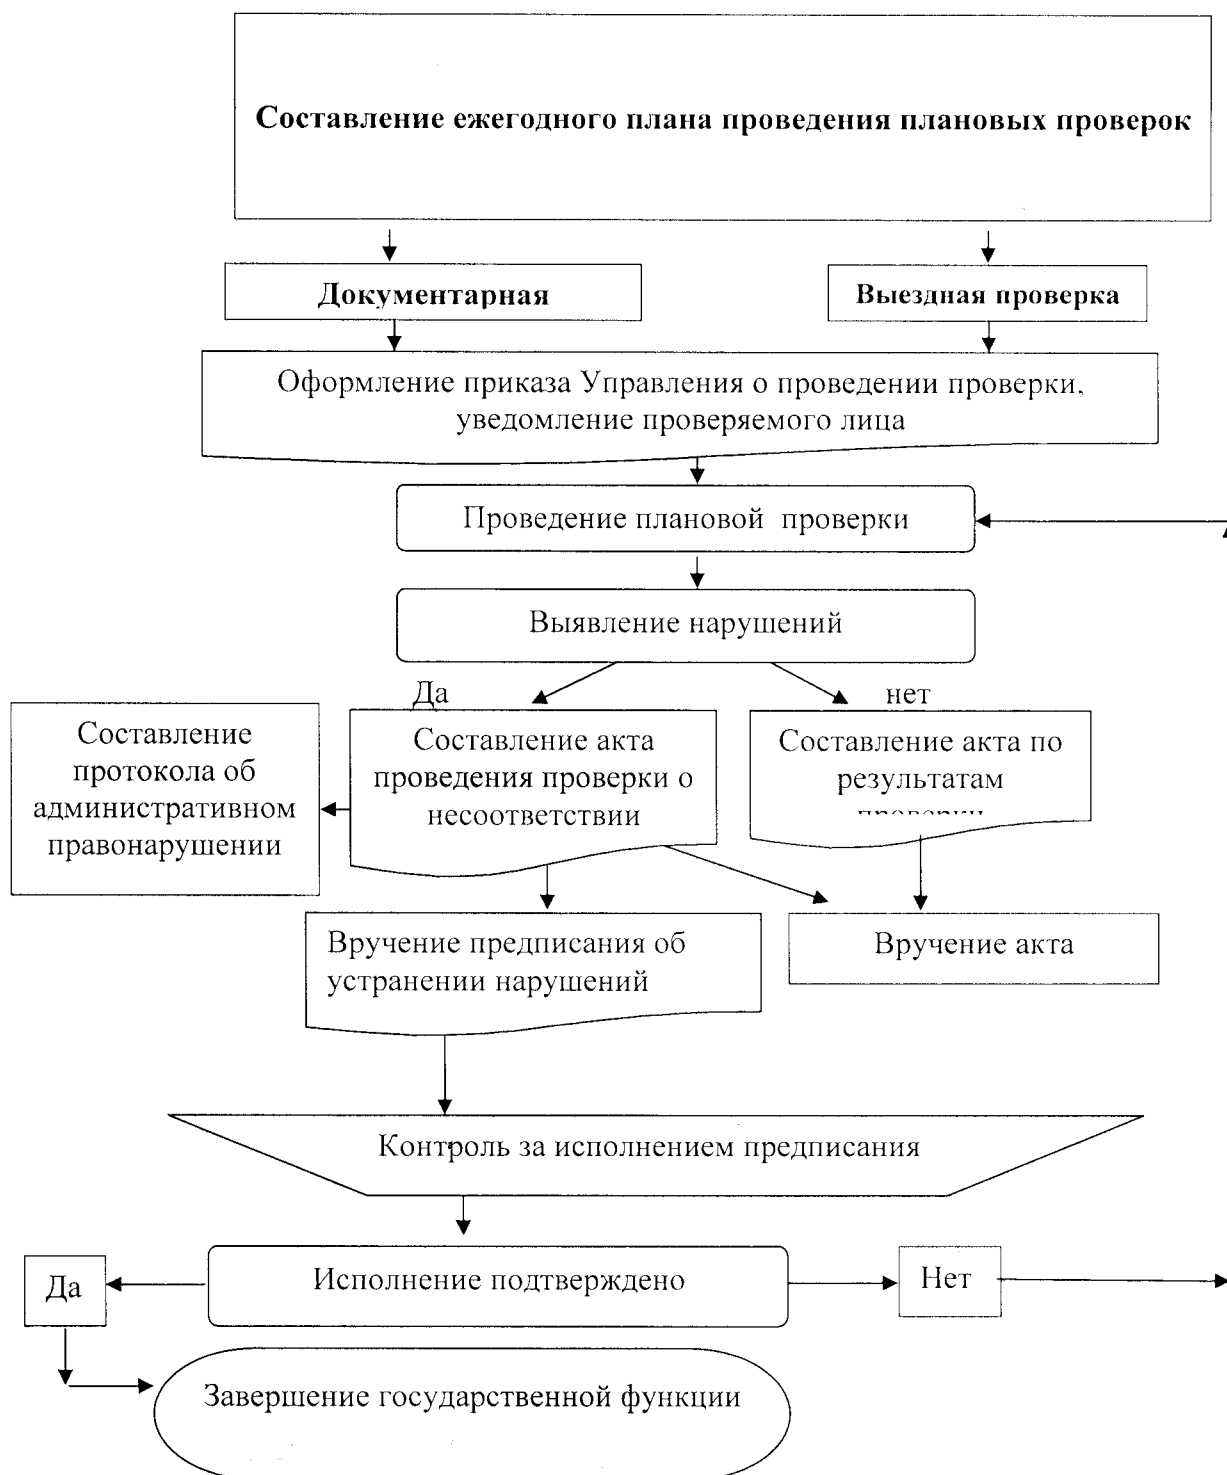 Составление ежегодного плана проведения плановых проверок
Документарная
Выездная проверка
Оформление приказа Управления о проведении проверки,
уведомление проверяемого лица
Проведение плановой проверки
Выявление нарушений
Да
нет
Составление
протокола об
административном
правонарушении
Составление акта
проведения проверки о
несоответствии
Составление акта по
результатам
проверки
Вручение предписания об
устранении нарушений
Вручение акта
Контроль за исполнением предписания
Да
Исполнение подтверждено
Нет
Завершение государственной функции